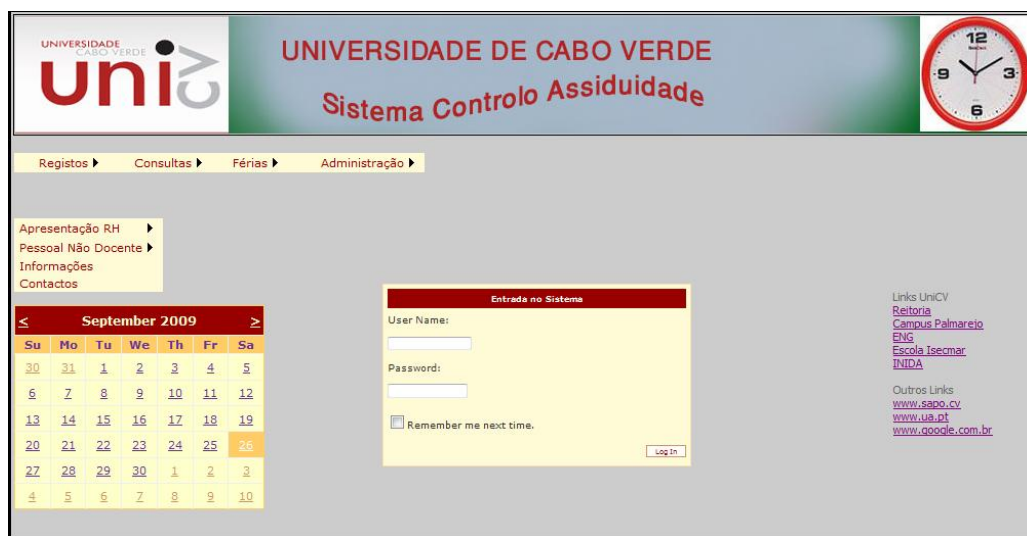 UNIVERSIDADE
CABO VERDE
uni
CV
UNIVERSIDADE DE CABO VERDE
Sistema Controlo Assiduidade
12
3
6
9
Registos Consultas Férias Administração
Apresentação RH
Pessoal Não Docente
Informações
Contactos
< September 2009 >
Su Mo Tu We Th Fr Sa
30 31 1 2 3 4 5
6 7 8 9 10 11 12
13 14 15 16 17 18 19
20 21 22 23 24 25 26
27 28 29 30 1 2 3
4 5 6 7 8 9 10
Entrada no Sistema
User Name:
Password:
Remember me next time.
Log In
Links UniCV
Reitoria
Campus Palmarejo
ENG
Escola Isecmar
INIDA
Outros Links
www.sapo.cv
www.ua.pt
www.google.com.br